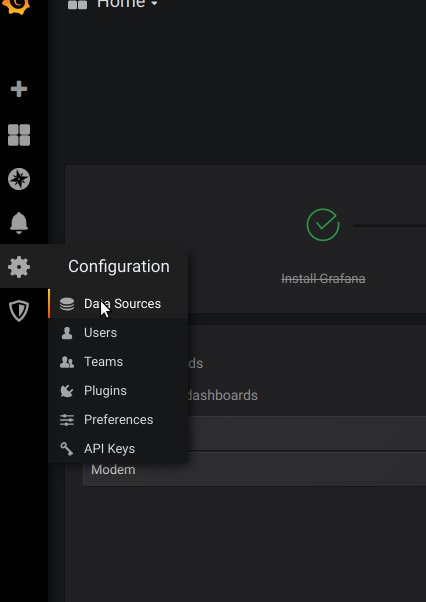 Home
Install Grafana
Configuration
Data Sources
Users
Teams
Plugins
Preferences
API Keys
ds
dashboards
Modem